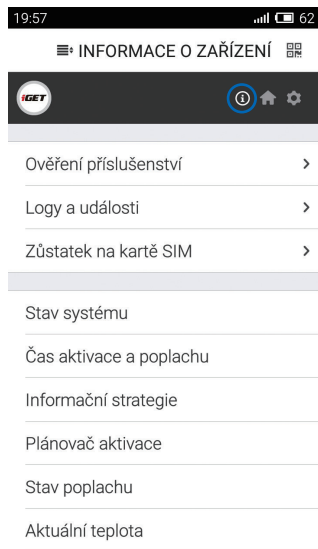 19:57
62
INFORMACE O ZAŘÍZENÍ
iGET
Ověření příslušenství
Logy a události
Zůstatek na kartě SIM
Stav systému
Čas aktivace a poplachu
Informační strategie
Plánovač aktivace
Stav poplachu
Aktuální teplota